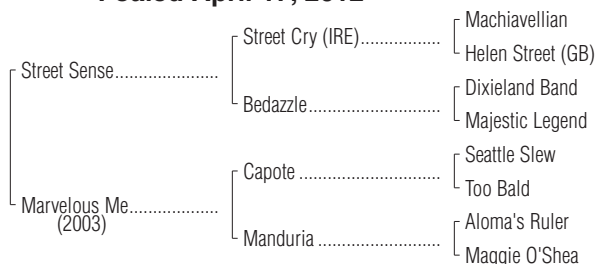 Foaled April 17, 2012
Machiavellian
Street Cry (IRE)
Helen Street (GB)
Street Sense
Dixieland Band
Bedazzle
Majestic Legend
Seattle Slew
Capote
Too Bald
Marvelous Me
(2003)
Aloma's Ruler
Manduria
Maggie O'Shea